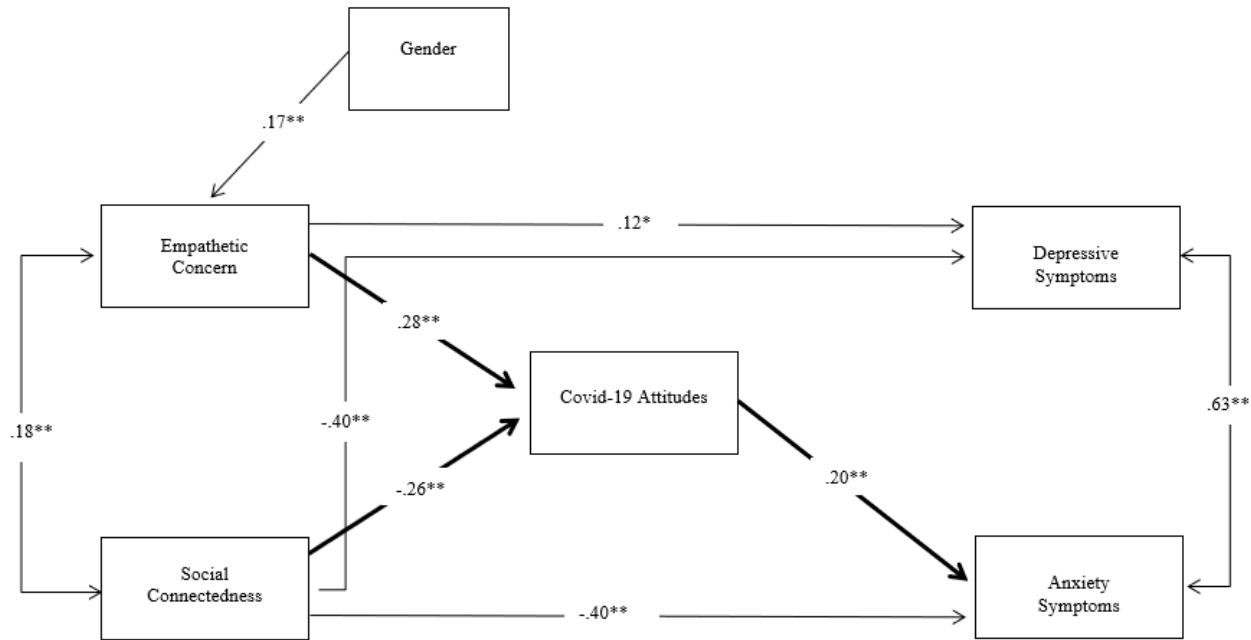 Gender
.17**
Empathetic
Concern
.12*
Depressive
Symptoms
.28**
Covid-19 Attitudes
.18**
-.40**
.63**
-.26**
.20**
Social
Connectedness
-.40**
Anxiety
Symptoms